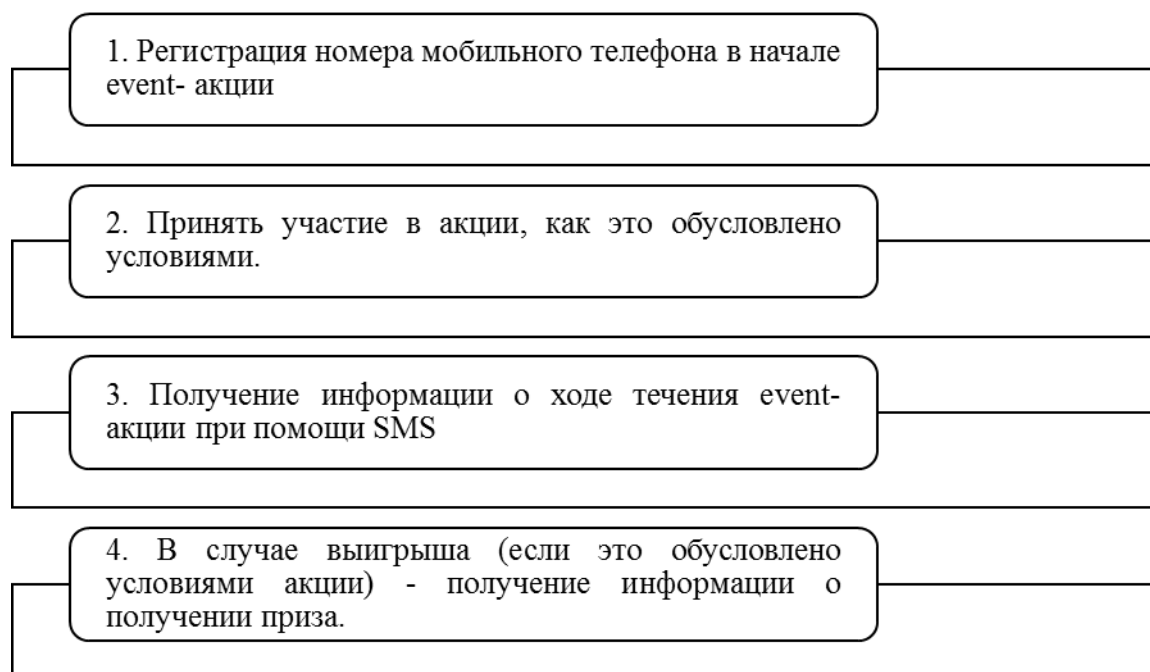 1. Регистрация номера мобильного телефона в начале
event- акции
2. Принять участие в акции, как это обусловлено
условиями.
3. Получение информации о ходе течения event-
акции при помощи SMS
4. В случае выигрыша (если это обусловлено
условиями акции) - получение информации о
получении приза.